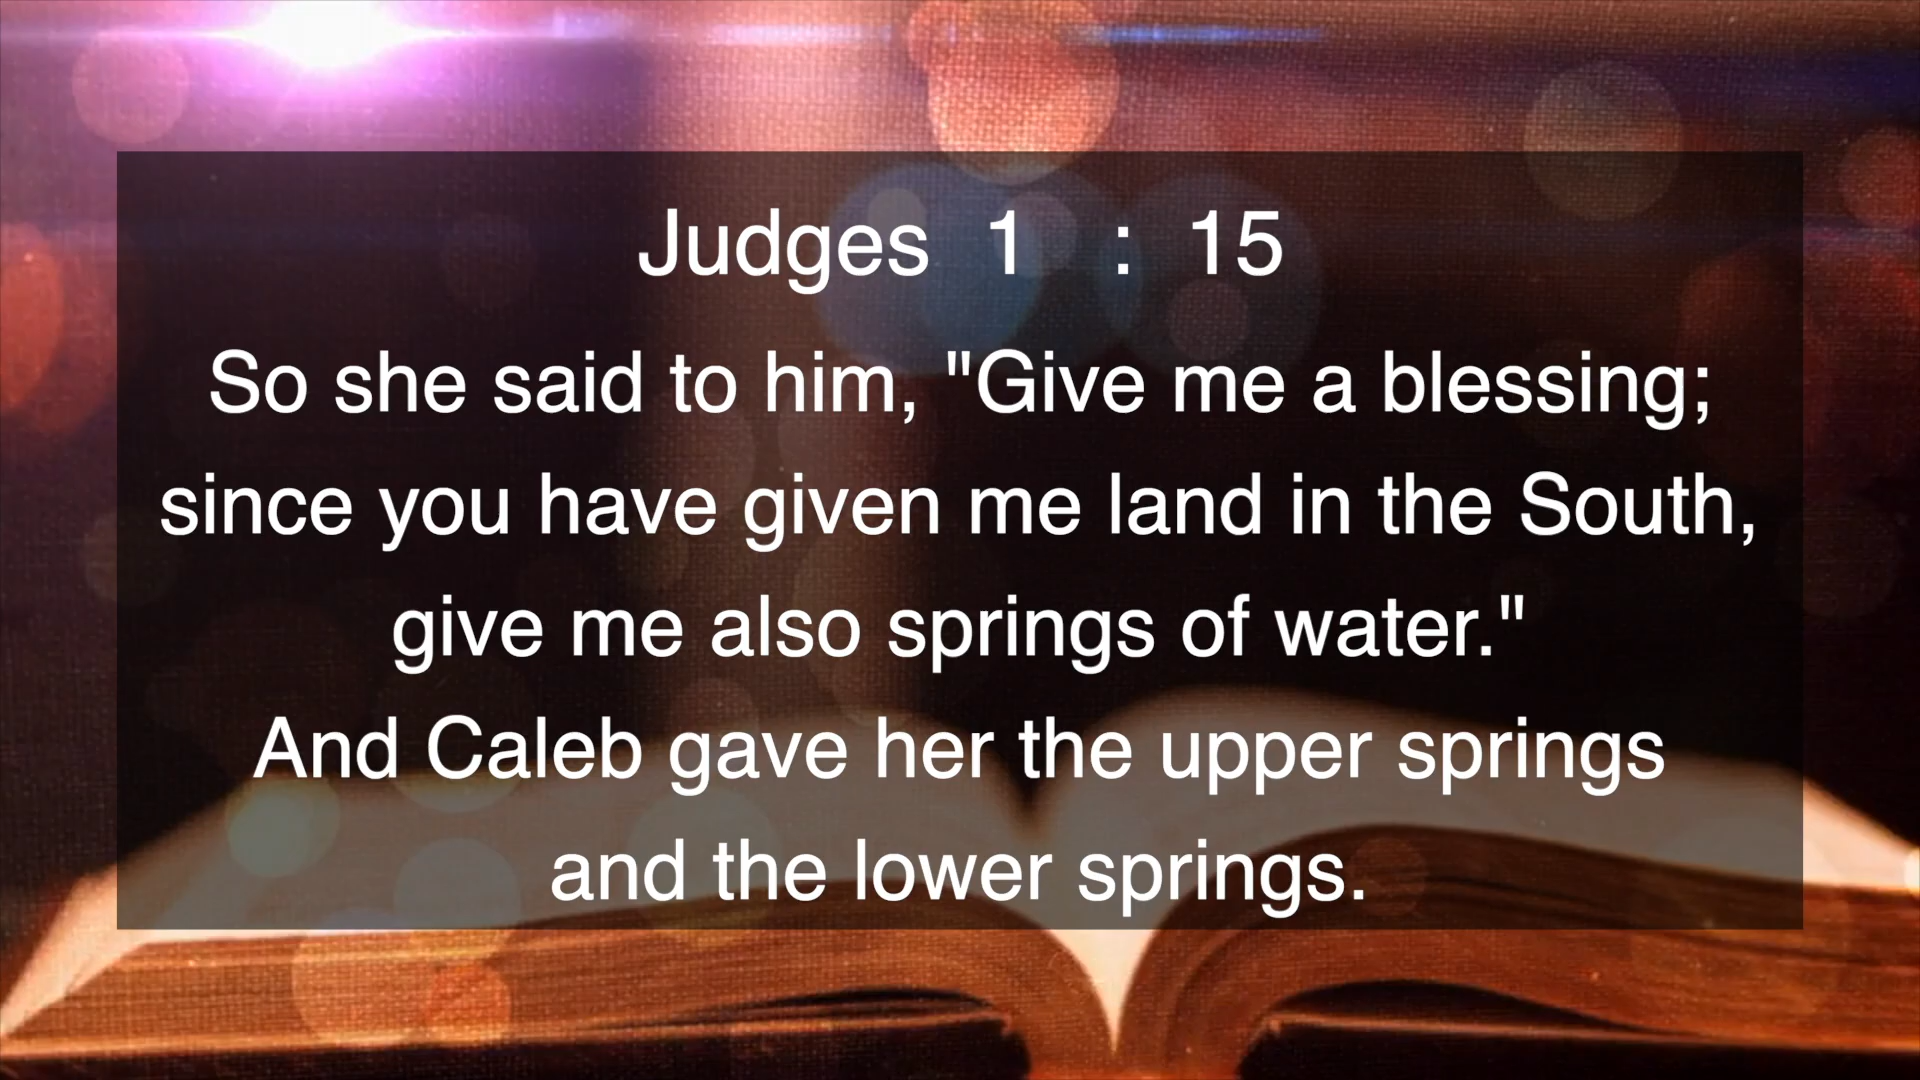 Judges 1 : 15
So she said to him, "Give me a blessing;
since you have given me land in the South,
give me also springs of water."
And Caleb gave her the upper springs
and the lower springs.